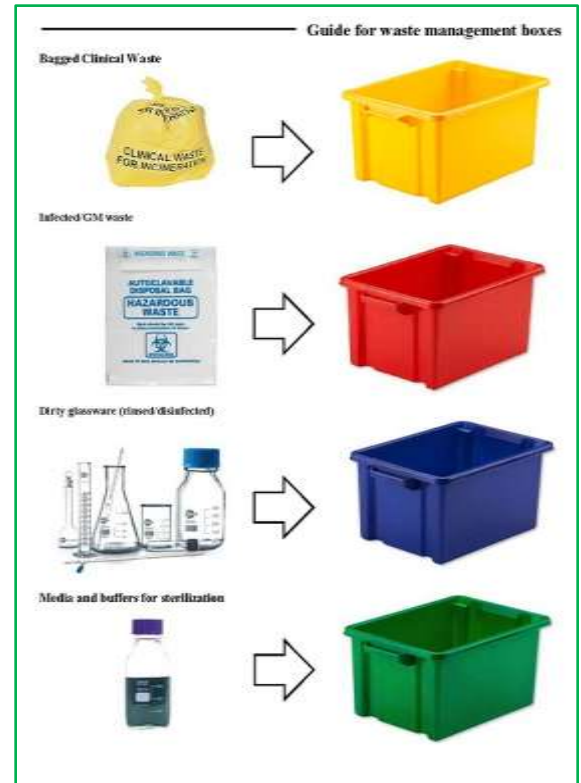 Guide for waste management boxes
Bagged Clinical Waste
CLINICAL WASTE
FOR INCINERATION
Infected/GM waste
AUTOCLAVABLE
DISPOSAL BAG
HAZARDOUS
WASTE
Dirty glassware (rinsed/disinfected)
Media and buffers for sterilization